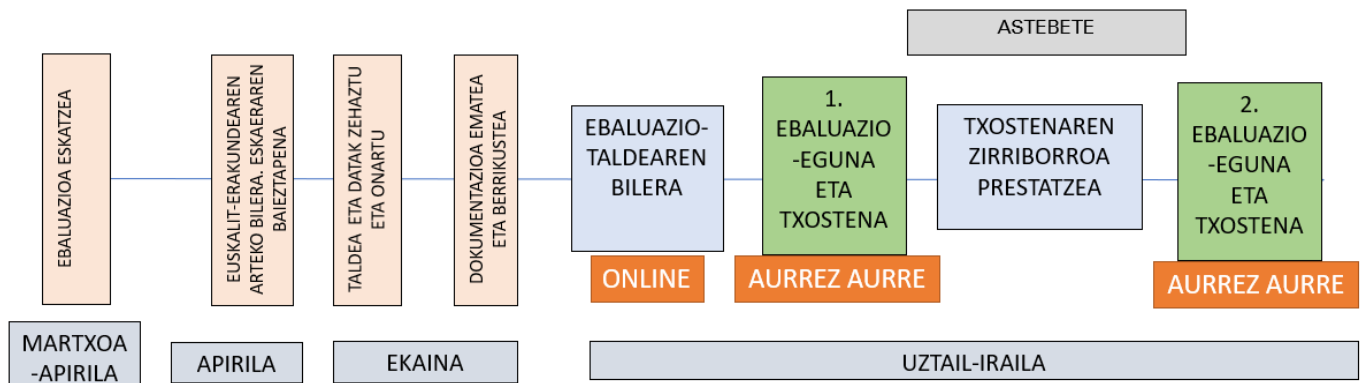 ASTEBETE
EBALUAZIOA ESKATZEA
EUSKALIT-ERAKUNDEAREN
ARTEKO BILERA. ESKAERAREN
BAIEZTAPENA
TALDEA ETA DATAK ZEHAZTU
ETA ONARTU
DOKUMENTAZIOA EMATEA
ETA BERRIKUSTEA
EBALUAZIO-
TALDEAREN
BILERA
1.
EBALUAZIO
-EGUNA
ETA
TXOSTENA
TXOSTENAREN
ZIRRIBORROA
PRESTATZEA
2.
EBALUAZIO
-EGUNA
ETA
TXOSTENA
ONLINE
AURREZ AURRE
AURREZ AURRE
MARTXOA
-APIRILA
APIRILA
EKAINA
UZTAIL-IRAILA